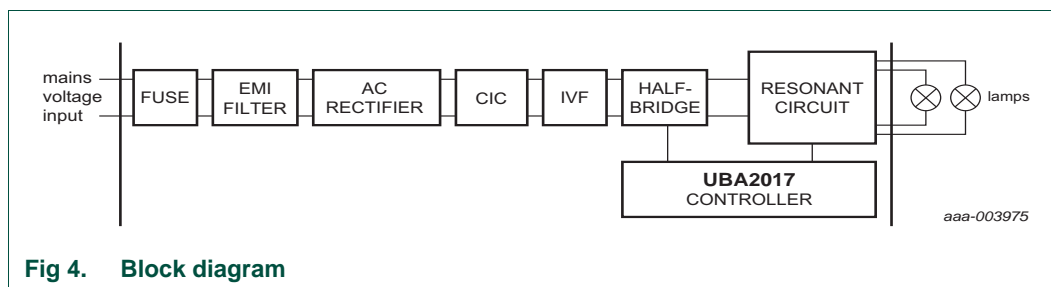 mains
voltage
input
FUSE
EMI
FILTER
AC
RECTIFIER
CIC
IVF
HALF-
BRIDGE
RESONANT
CIRCUIT
lamps
UBA2017
CONTROLLER
aaa-003975
Fig 4. Block diagram